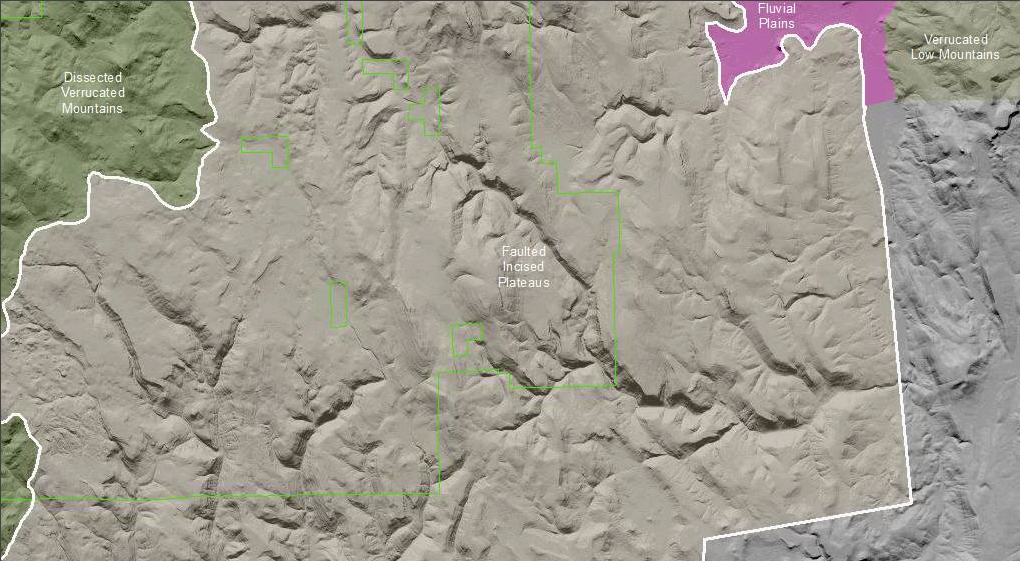 Fluvial
Plains
Verrucated
Low Mountains
Dissected
Verrucated
Mountains
Faulted
Incised
Plateaus